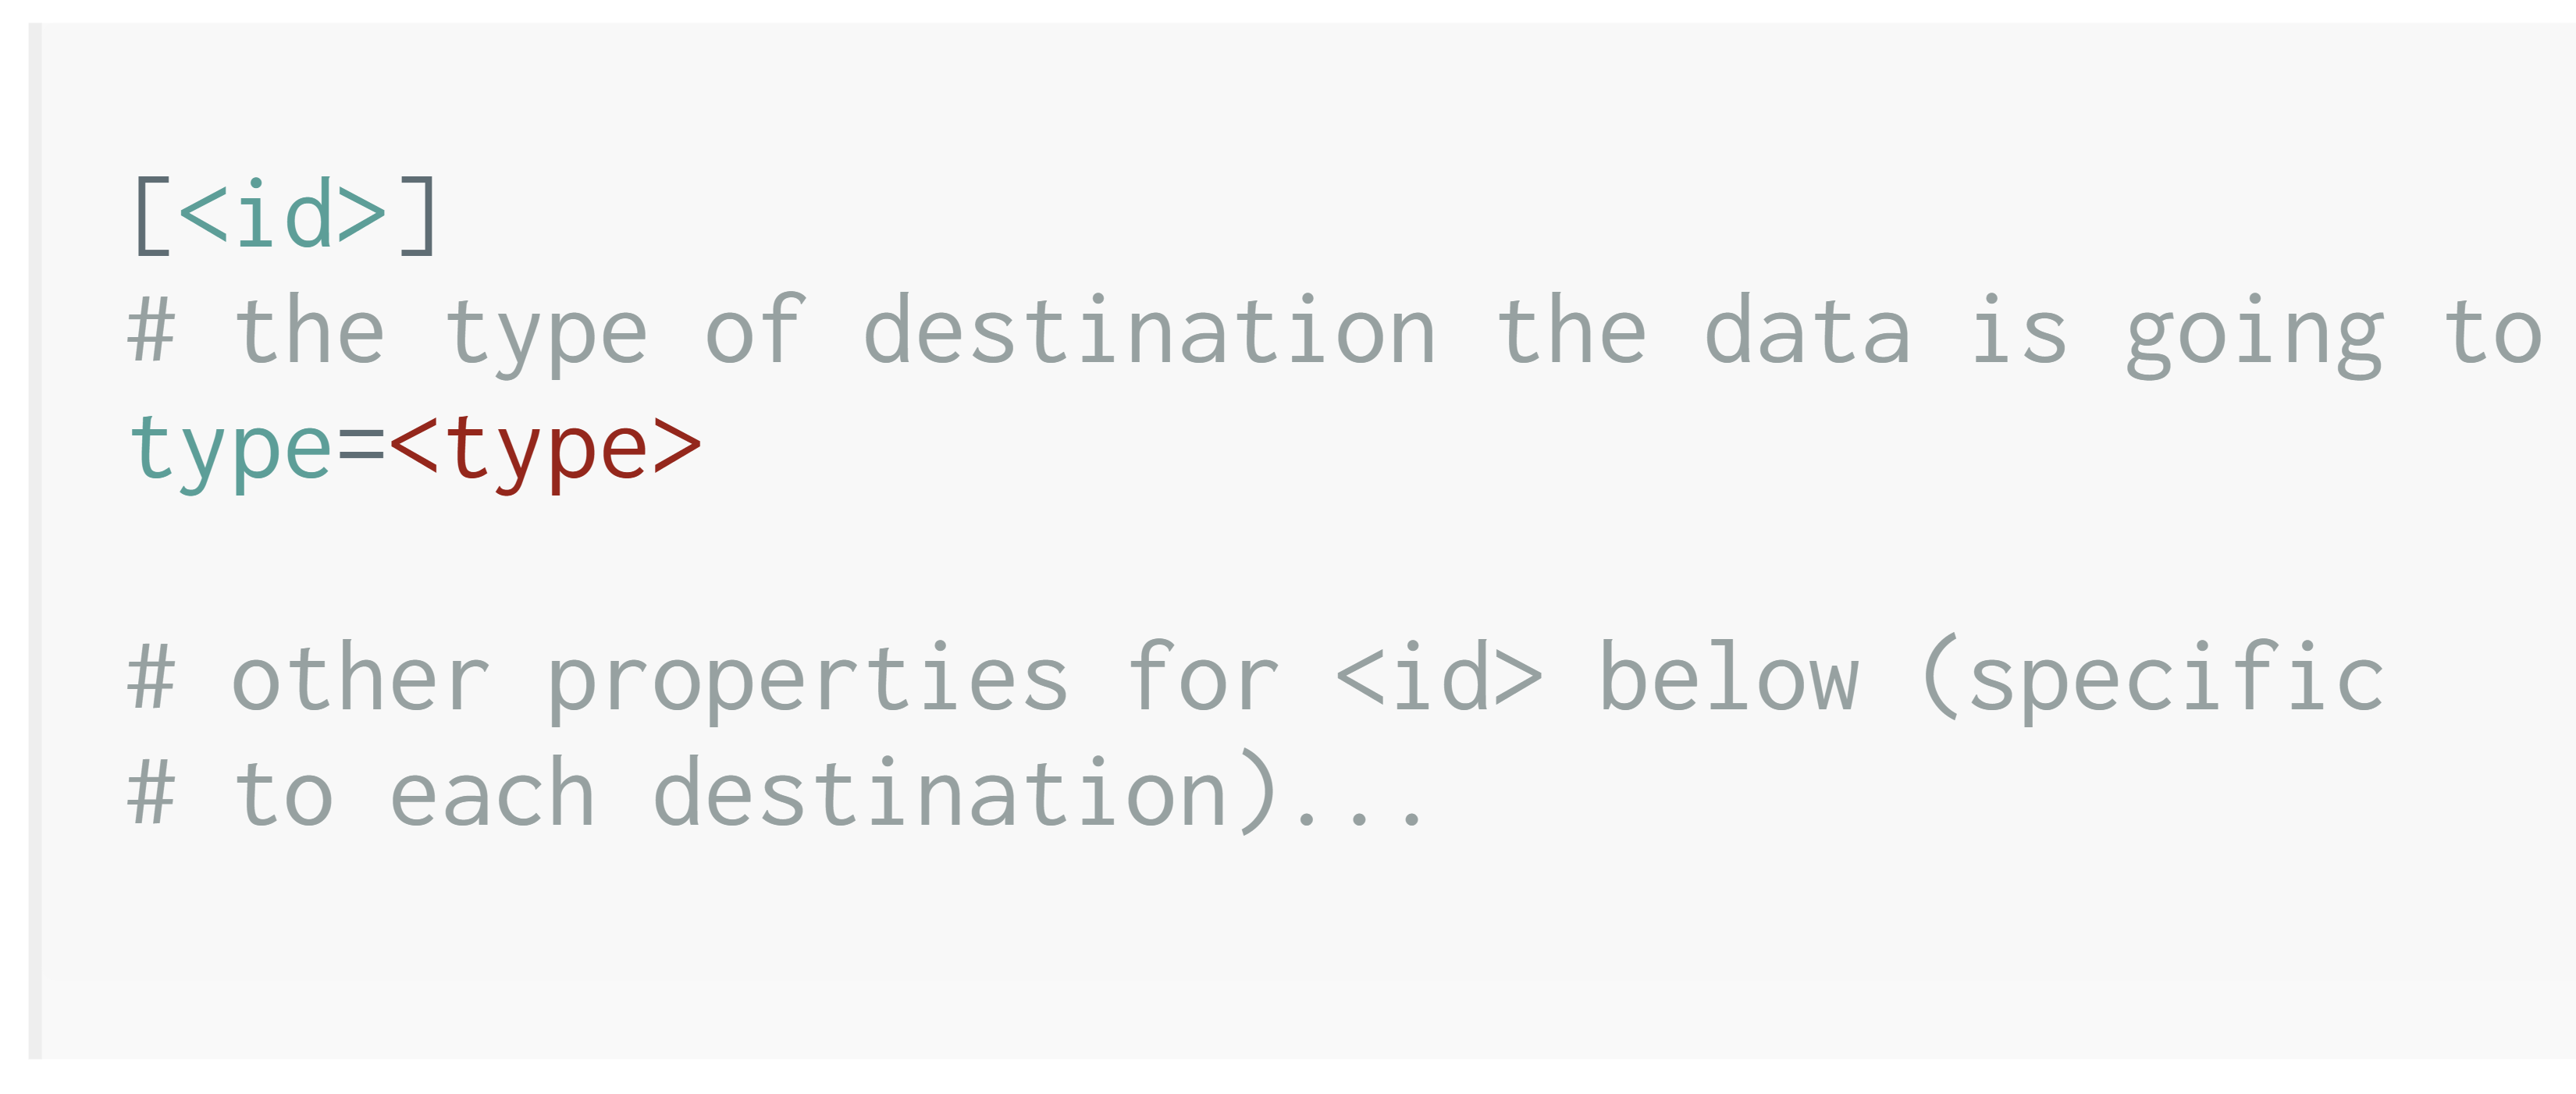 [<id>]
# the type of destination the data is going to
type=<type>
# other properties for <id> below (specific
# to each destination)...